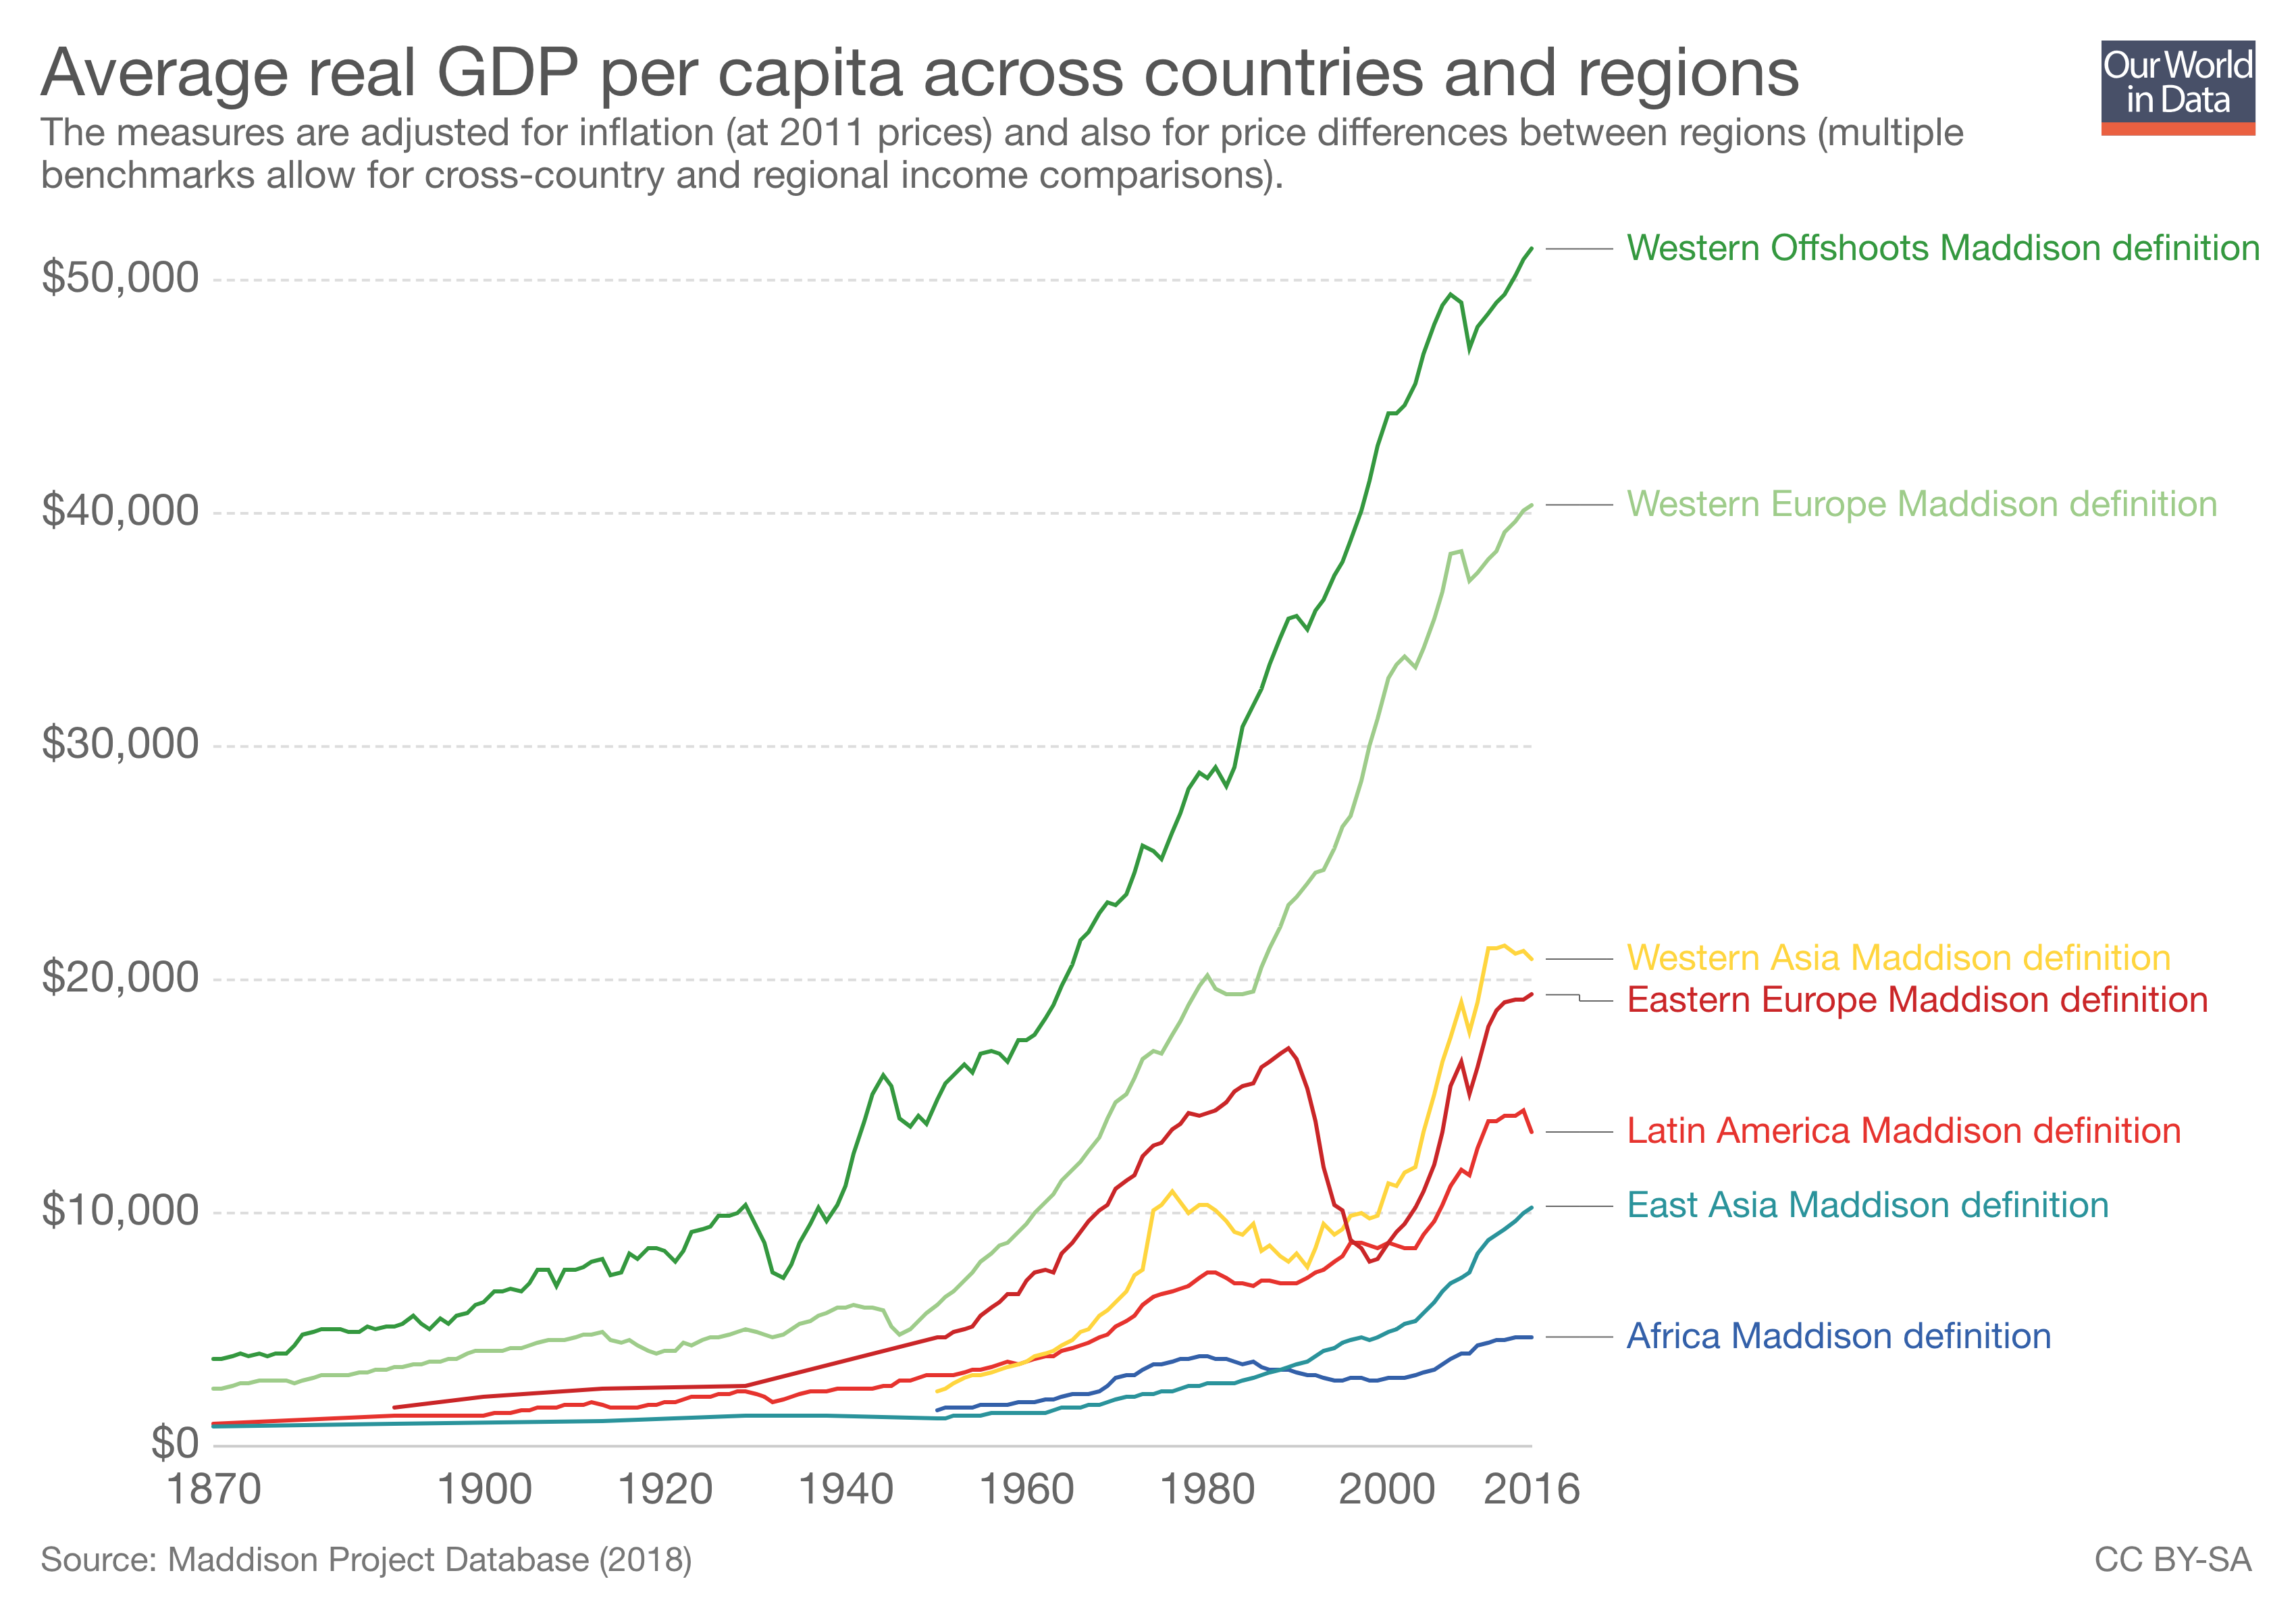 Average real GDP per capita across countries and regions
Our World
in Data
The measures are adjusted for inflation (at 2011 prices) and also for price differences between regions (multiple
benchmarks allow for cross-country and regional income comparisons).
$50,000
$40,000
$30,000
$20,000
$10,000
$0
Western Offshoots Maddison definition
Western Europe Maddison definition
Western Asia Maddison definition
Eastern Europe Maddison definition
Latin America Maddison definition
East Asia Maddison definition
Africa Maddison definition
1870 1900 1920 1940 1960 1980 2000 2016
Source: Maddison Project Database (2018)
CC BY-SA